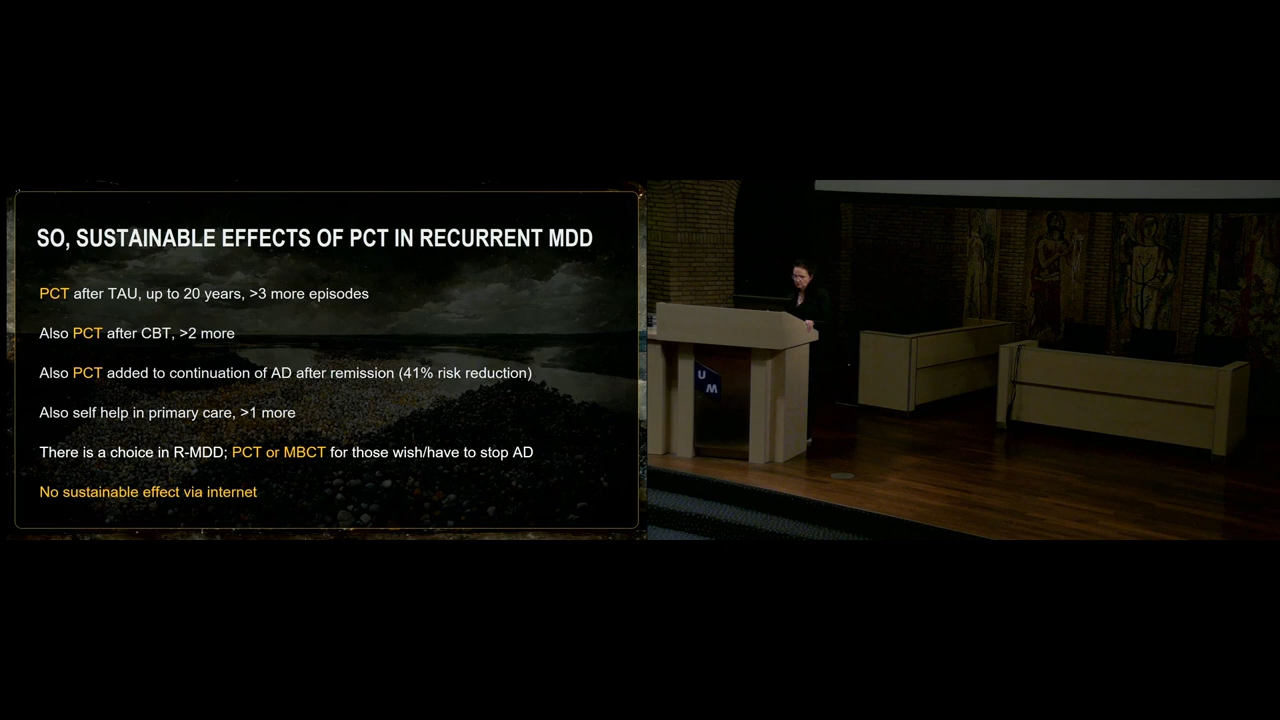 SO, SUSTAINABLE EFFECTS OF PCT IN RECURRENT MDD
PCT after TAU, up to 20 years, >3 more episodes
Also PCT after CBT, >2 more
Also PCT added to continuation of AD after remission (41% risk reduction)
Also self help in primary care, >1 more
There is a choice in R-MDD; PCT or MBCT for those wish/have to stop AD
No sustainable effect via internet
U
M